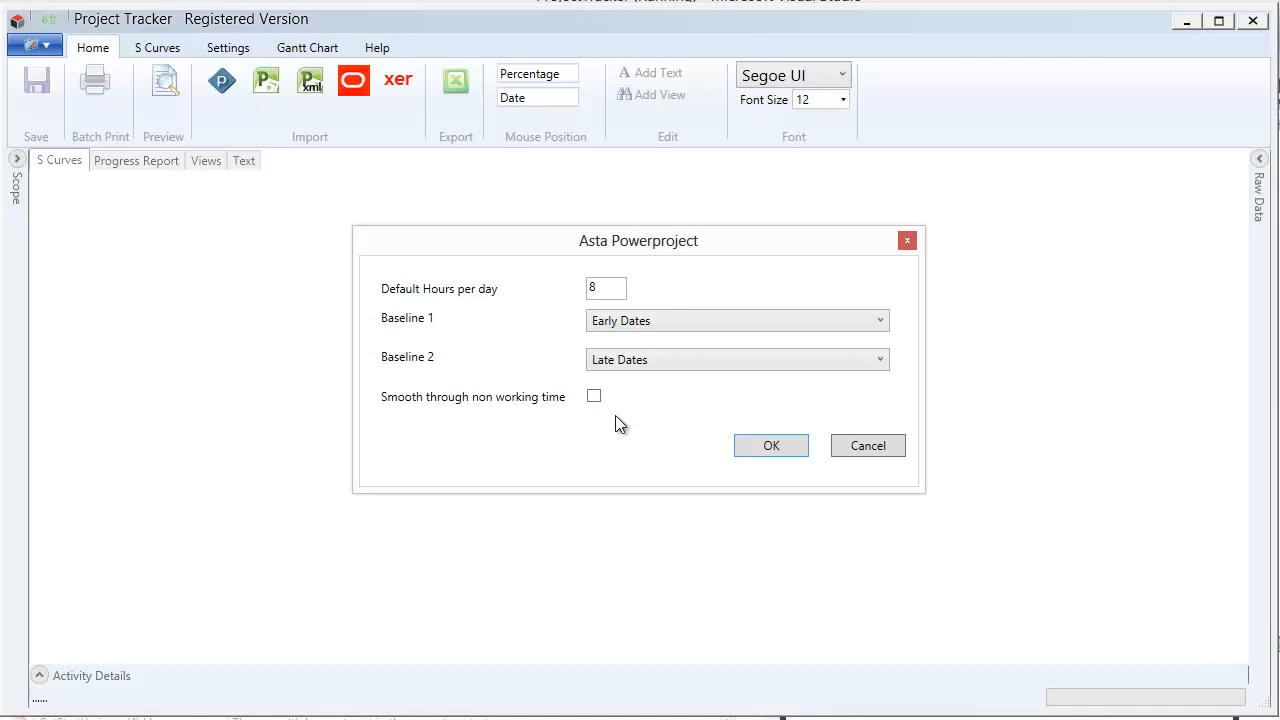 Project Tracker Registered Version
Home S Curves Settings Gantt Chart Help
xml xer
Percentage
Date
Add Text
Add View
Segoe UI
Font Size 12
Save Batch Print Preview Import Export Mouse Position Edit Font
S Curves Progress Report Views Text
Scope
Raw Data
Asta Powerproject
Default Hours per day 8
Baseline 1 Early Dates
Baseline 2 Late Dates
Smooth through non working time
OK Cancel
Activity Details
......